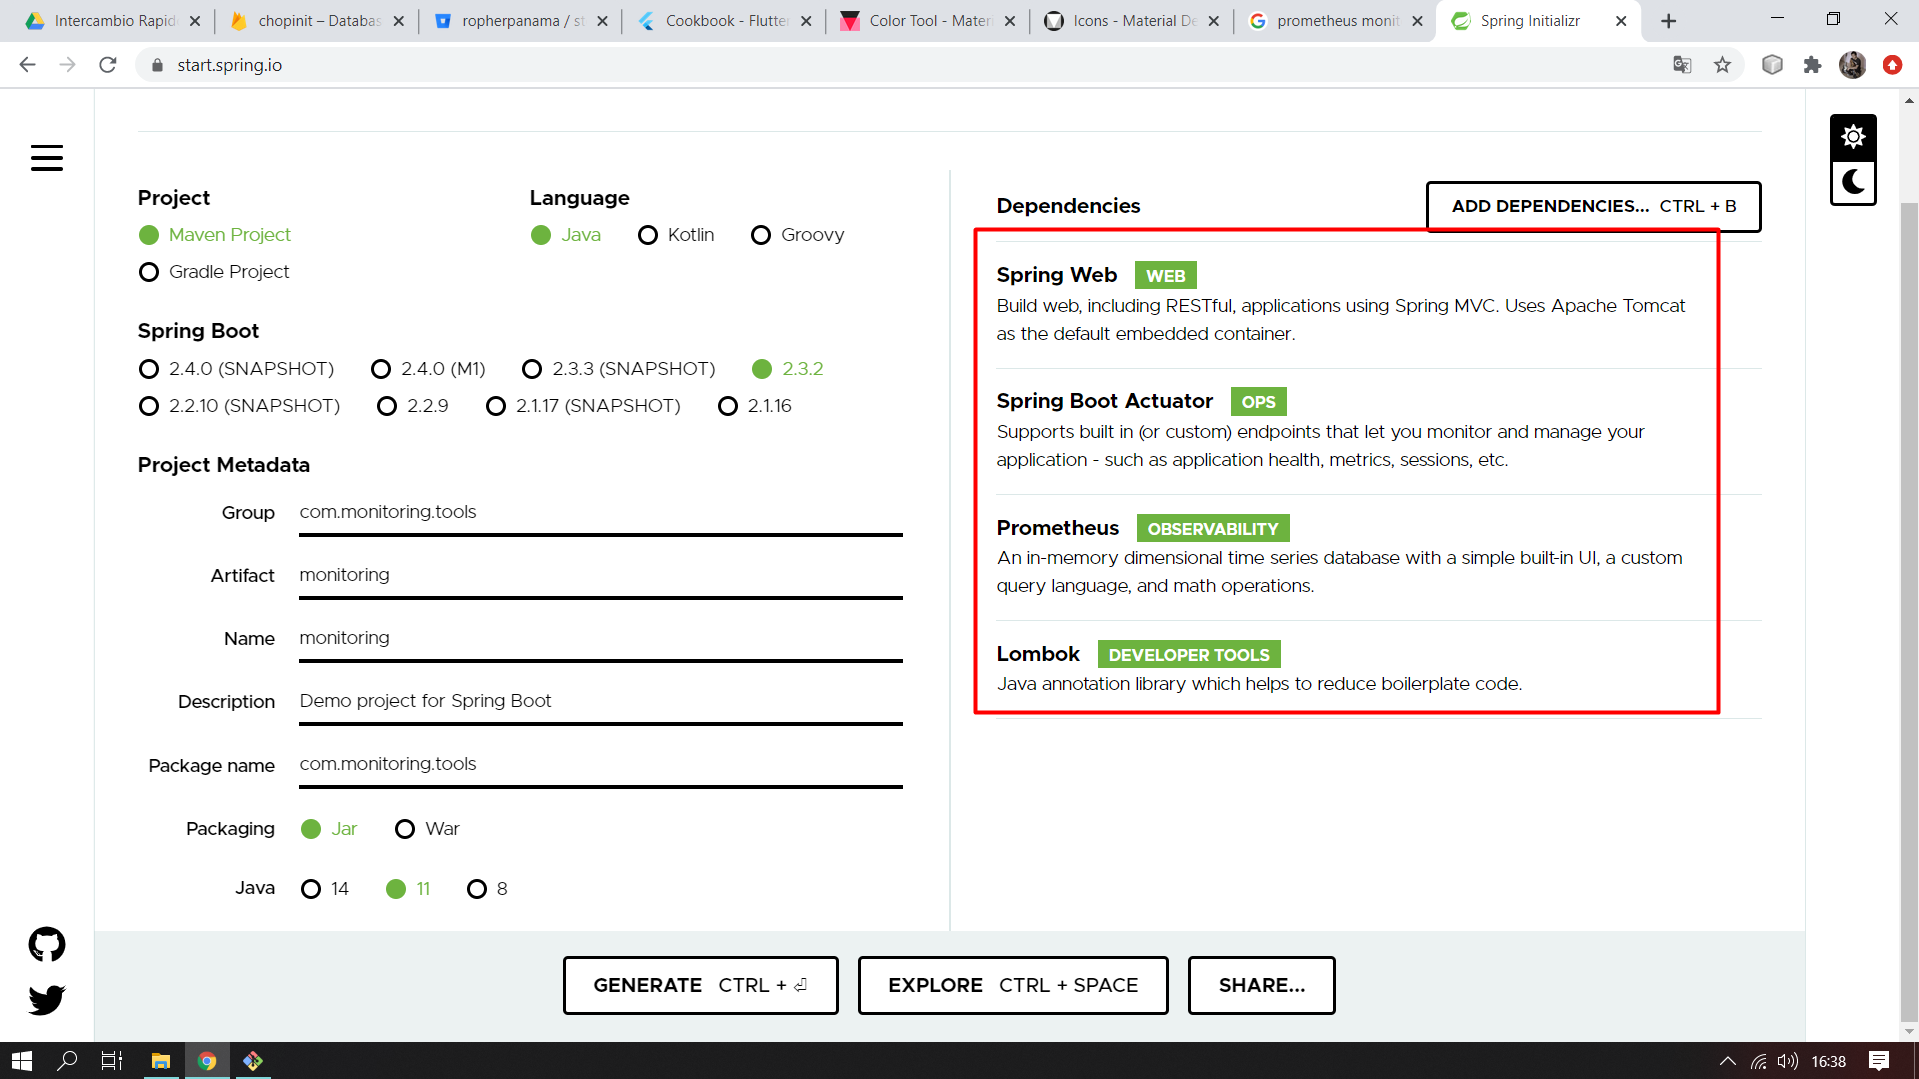 Intercambio Rapid
chopinit – Databas
ropherpanama / st
Cookbook - Flutter
Color Tool - Materi
Icons - Material De
prometheus monit
Spring Initializr
start.spring.io
Project
Maven Project
Gradle Project
Language
Java
Kotlin
Groovy
Spring Boot
2.4.0 (SNAPSHOT)
2.4.0 (M1)
2.3.3 (SNAPSHOT)
2.3.2
2.2.10 (SNAPSHOT)
2.2.9
2.1.17 (SNAPSHOT)
2.1.16
Project Metadata
Group com.monitoring.tools
Artifact monitoring
Name monitoring
Description Demo project for Spring Boot
Package name com.monitoring.tools
Packaging Jar War
Java 14 11 8
Dependencies
ADD DEPENDENCIES... CTRL + B
Spring Web WEB
Build web, including RESTful, applications using Spring MVC. Uses Apache Tomcat
as the default embedded container.
Spring Boot Actuator OPS
Supports built in (or custom) endpoints that let you monitor and manage your
application - such as application health, metrics, sessions, etc.
Prometheus OBSERVABILITY
An in-memory dimensional time series database with a simple built-in UI, a custom
query language, and math operations.
Lombok DEVELOPER TOOLS
Java annotation library which helps to reduce boilerplate code.
GENERATE CTRL + ⏎
EXPLORE CTRL + SPACE
SHARE...
16:38